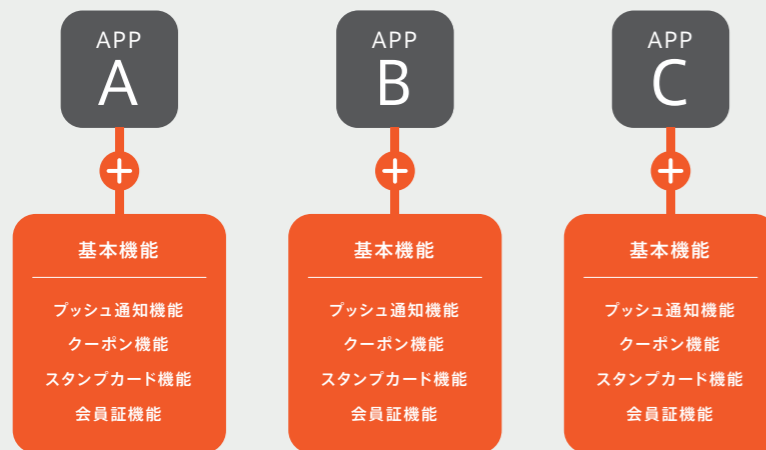 APP
A
APP
B
APP
C
基本機能
プッシュ通知機能
クーポン機能
スタンプカード機能
会員証機能
基本機能
プッシュ通知機能
クーポン機能
スタンプカード機能
会員証機能
基本機能
プッシュ通知機能
クーポン機能
スタンプカード機能
会員証機能